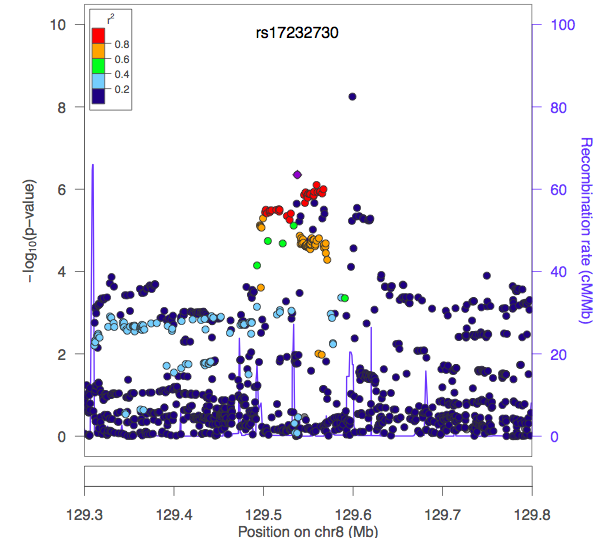 rs17232730
r2
0.8
0.6
0.4
0.2
10
8
6
4
2
0
−log10(p−value)
100
80
60
40
20
0
Recombination rate (cM/Mb)
129.3 129.4 129.5 129.6 129.7 129.8
Position on chr8 (Mb)